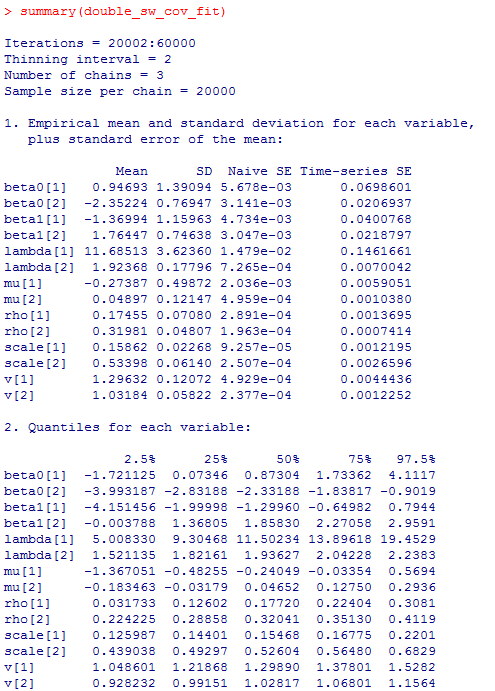 > summary(double_sw_cov_fit)
Iterations = 20002:60000
Thinning interval = 2
Number of chains = 3
Sample size per chain = 20000
1. Empirical mean and standard deviation for each variable,
plus standard error of the mean:
Mean SD Naive SE Time-series SE
beta0[1] 0.94693 1.39094 5.678e-03 0.0698601
beta0[2] -2.35224 0.76947 3.141e-03 0.0206937
beta1[1] -1.36994 1.15963 4.734e-03 0.0400768
beta1[2] 1.76447 0.74638 3.047e-03 0.0218797
lambda[1] 11.68513 3.62360 1.479e-02 0.1461661
lambda[2] 1.92368 0.17796 7.265e-04 0.0070042
mu[1] -0.27387 0.49872 2.036e-03 0.0059051
mu[2] 0.04897 0.12147 4.959e-04 0.0010380
rho[1] 0.17455 0.07080 2.891e-04 0.0013695
rho[2] 0.31981 0.04807 1.963e-04 0.0007414
scale[1] 0.15862 0.02268 9.257e-05 0.0012195
scale[2] 0.53398 0.06140 2.507e-04 0.0026596
v[1] 1.29632 0.12072 4.929e-04 0.0044436
v[2] 1.03184 0.05822 2.377e-04 0.0012252
2. Quantiles for each variable:
2.5% 25% 50% 75% 97.5%
beta0[1] -1.721125 0.07346 0.87304 1.73362 4.1117
beta0[2] -3.993187 -2.83188 -2.33188 -1.83817 -0.9019
beta1[1] -4.151456 -1.99998 -1.29960 -0.64982 0.7944
beta1[2] -0.003788 1.36805 1.85830 2.27058 2.9591
lambda[1] 5.008330 9.30468 11.50234 13.89618 19.4529
lambda[2] 1.521135 1.82161 1.93627 2.04228 2.2383
mu[1] -1.367051 -0.48255 -0.24049 -0.03354 0.5694
mu[2] -0.183463 -0.03179 0.04652 0.12750 0.2936
rho[1] 0.031733 0.12602 0.17720 0.22404 0.3081
rho[2] 0.224225 0.28858 0.32041 0.35130 0.4119
scale[1] 0.125987 0.14401 0.15468 0.16775 0.2201
scale[2] 0.439038 0.49297 0.52604 0.56480 0.6829
v[1] 1.048601 1.21868 1.29890 1.37801 1.5282
v[2] 0.928232 0.99151 1.02817 1.06801 1.1564